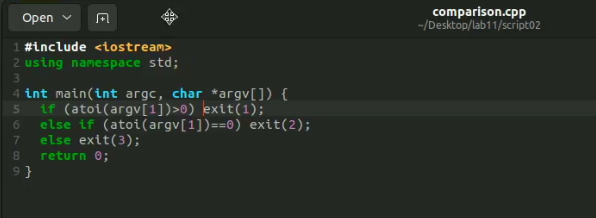 Open
comparison.cpp
~/Desktop/lab11/script02
1 #include <iostream>
2 using namespace std;
3
4 int main(int argc, char *argv[]) {
5   if (atoi(argv[1])>0) exit(1);
6   else if (atoi(argv[1])==0) exit(2);
7   else exit(3);
8   return 0;
9 }